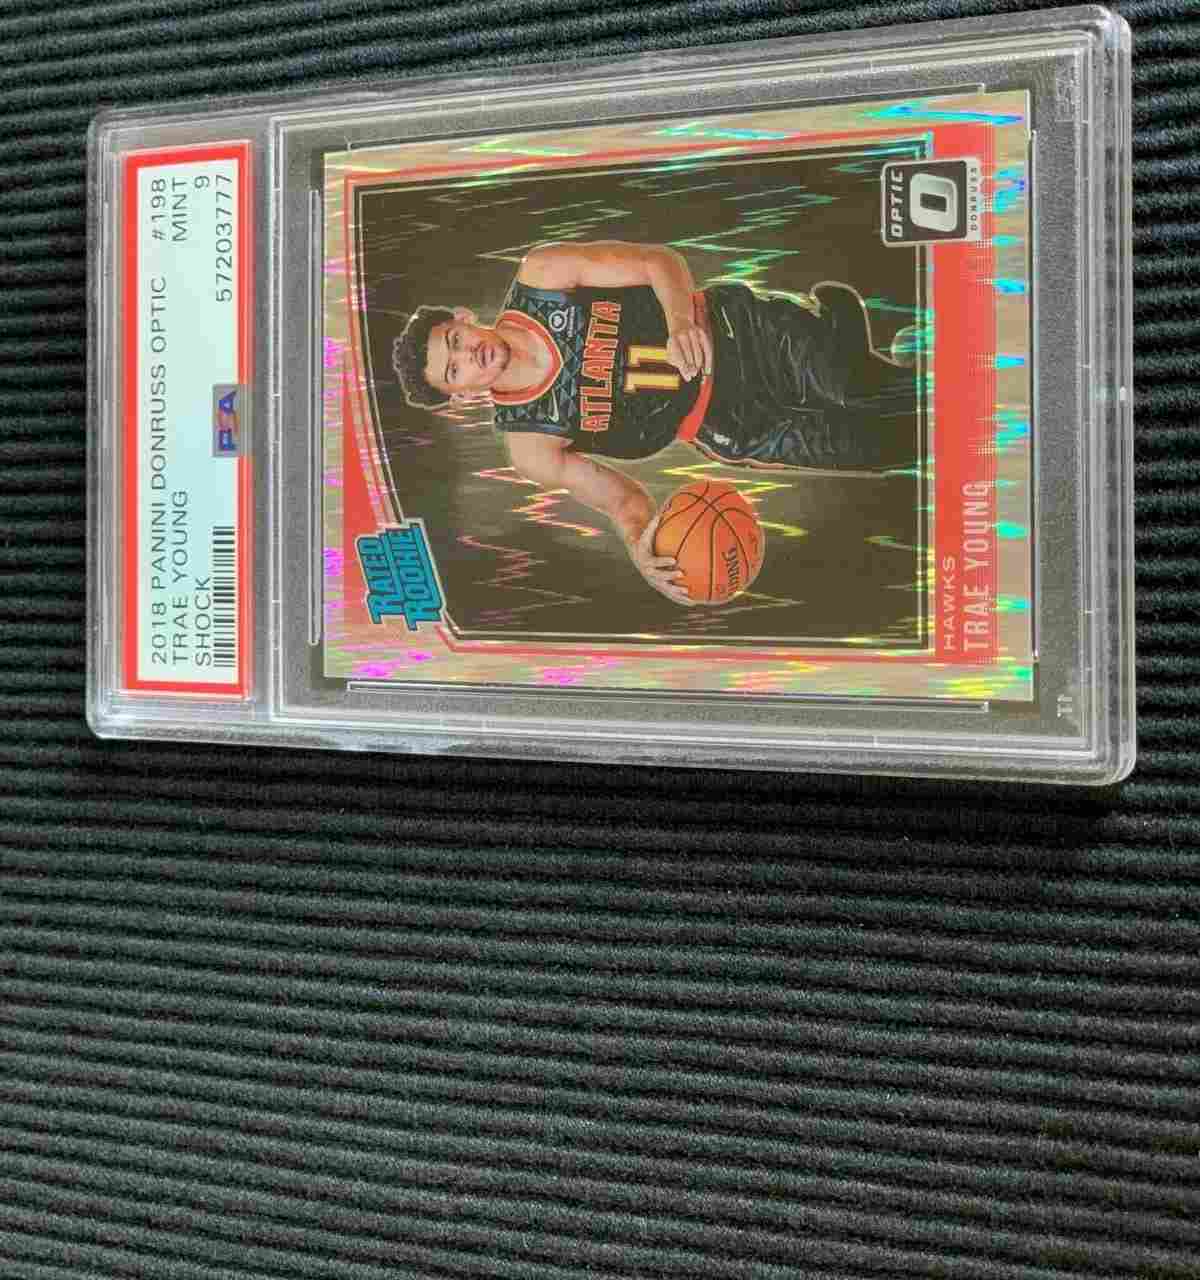 2018 PANINI DONRUSS OPTIC #198
TRAE YOUNG MINT
SHOCK 9
PSA 57203777
RATED
ROOKIE
ATLANTA
11
OPTIC
DONRUSS
HAWKS
TRAE YOUNG